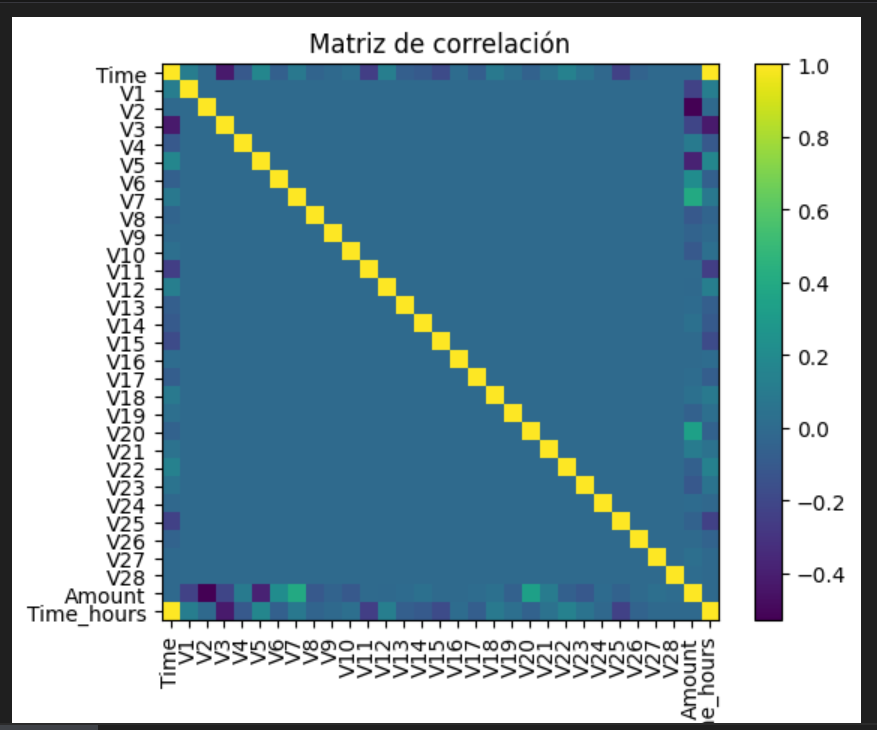 Matriz de correlación
Time
V1
V2
V3
V4
V5
V6
V7
V8
V9
V10
V11
V12
V13
V14
V15
V16
V17
V18
V19
V20
V21
V22
V23
V24
V25
V26
V27
V28
Amount
Time_hours
Time
V1
V2
V3
V4
V5
V6
V7
V8
V9
V10
V11
V12
V13
V14
V15
V16
V17
V18
V19
V20
V21
V22
V23
V24
V25
V26
V27
V28
Amount
e_hours
1.0
0.8
0.6
0.4
0.2
0.0
−0.2
−0.4